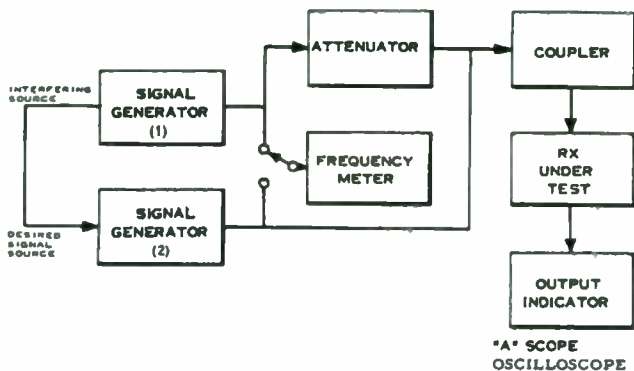 ATTENUATOR
COUPLER
INTERFERING
SOURCE
SIGNAL
GENERATOR
(1)
FREQUENCY
METER
RX
UNDER
TEST
DESIRED
SIGNAL
SOURCE
SIGNAL
GENERATOR
(2)
OUTPUT
INDICATOR
"A" SCOPE
OSCILLOSCOPE